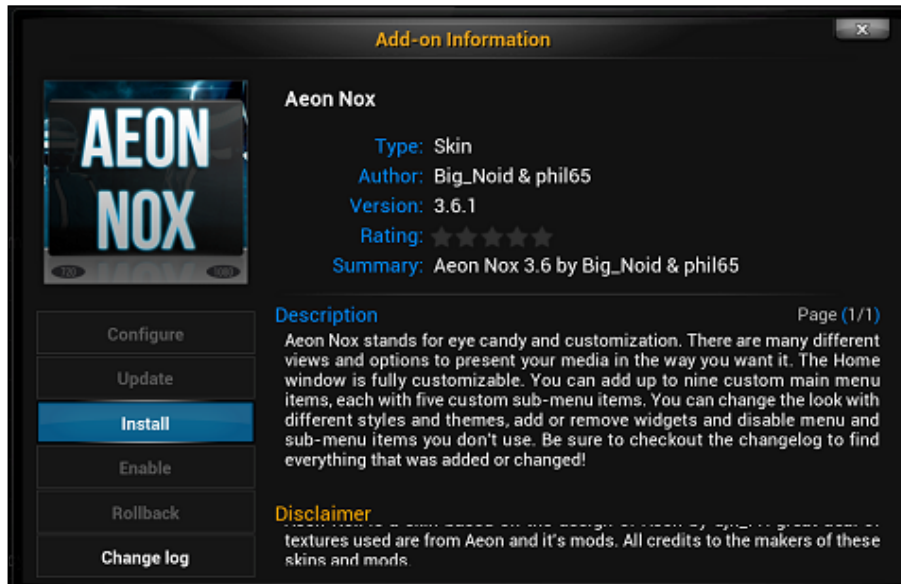 Add-on Information
x
AEON
NOX
720
1080
Aeon Nox
Type: Skin
Author: Big_Noid & phil65
Version: 3.6.1
Rating:
Summary: Aeon Nox 3.6 by Big_Noid & phil65
Configure
Update
Install
Enable
Rollback
Change log
Description
Page (1/1)
Aeon Nox stands for eye candy and customization. There are many different
views and options to present your media in the way you want it. The Home
window is fully customizable. You can add up to nine custom main menu
items, each with five custom sub-menu items. You can change the look with
different styles and themes, add or remove widgets and disable menu and
sub-menu items you don't use. Be sure to checkout the changelog to find
everything that was added or changed!
Disclaimer
textures used are from Aeon and it's mods. All credits to the makers of these
skins and mods.